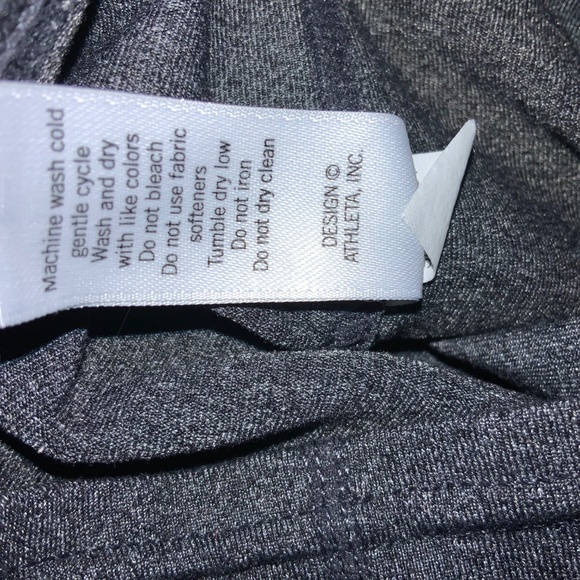 Machine wash cold
gentle cycle
Wash and dry
with like colors
Do not bleach
Do not use fabric
softeners
Tumble dry low
Do not iron
Do not dry clean
DESIGN ©
ATHLETA, INC.